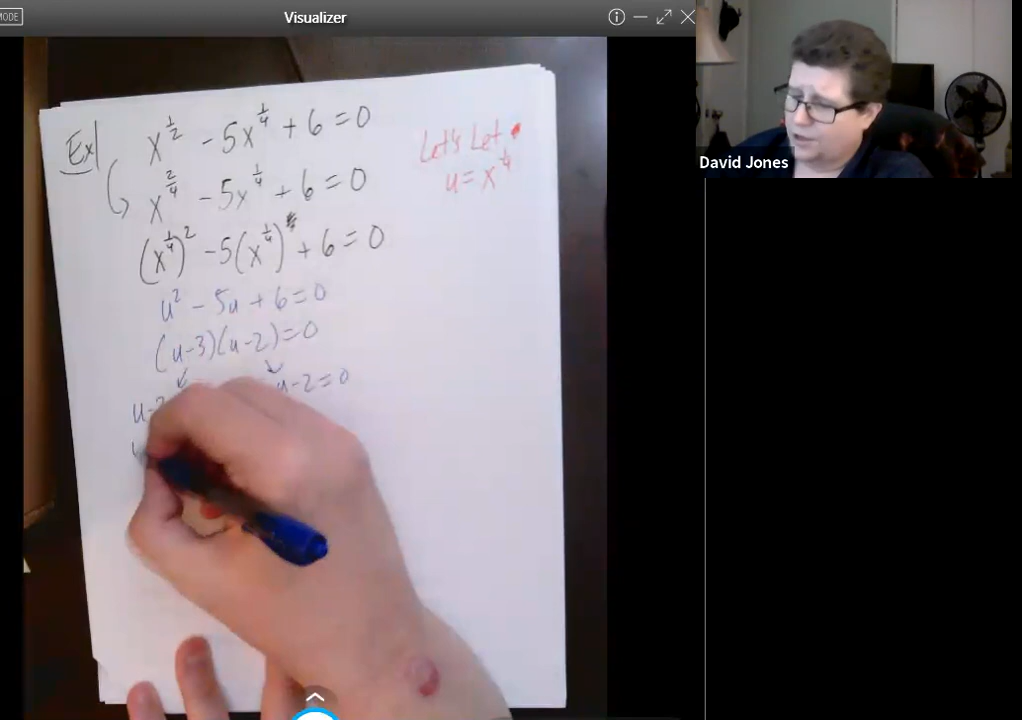 MODE
Visualizer
David Jones
Ex) x^{1/2} - 5x^{1/4} + 6 = 0
x^{2/4} - 5x^{1/4} + 6 = 0
(x^{1/4})^2 - 5(x^{1/4}) + 6 = 0
u^2 - 5u + 6 = 0
(u-3)(u-2) = 0
u-2=0
u-
Let's Let
u = x^{1/4}